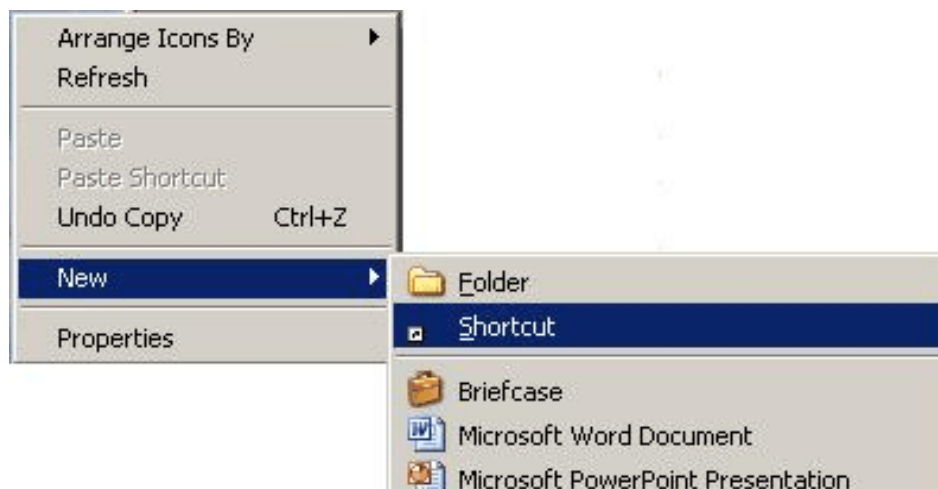 Arrange Icons By
Refresh
Paste
Paste Shortcut
Undo Copy Ctrl+Z
New
Properties
Folder
Shortcut
Briefcase
Microsoft Word Document
Microsoft PowerPoint Presentation